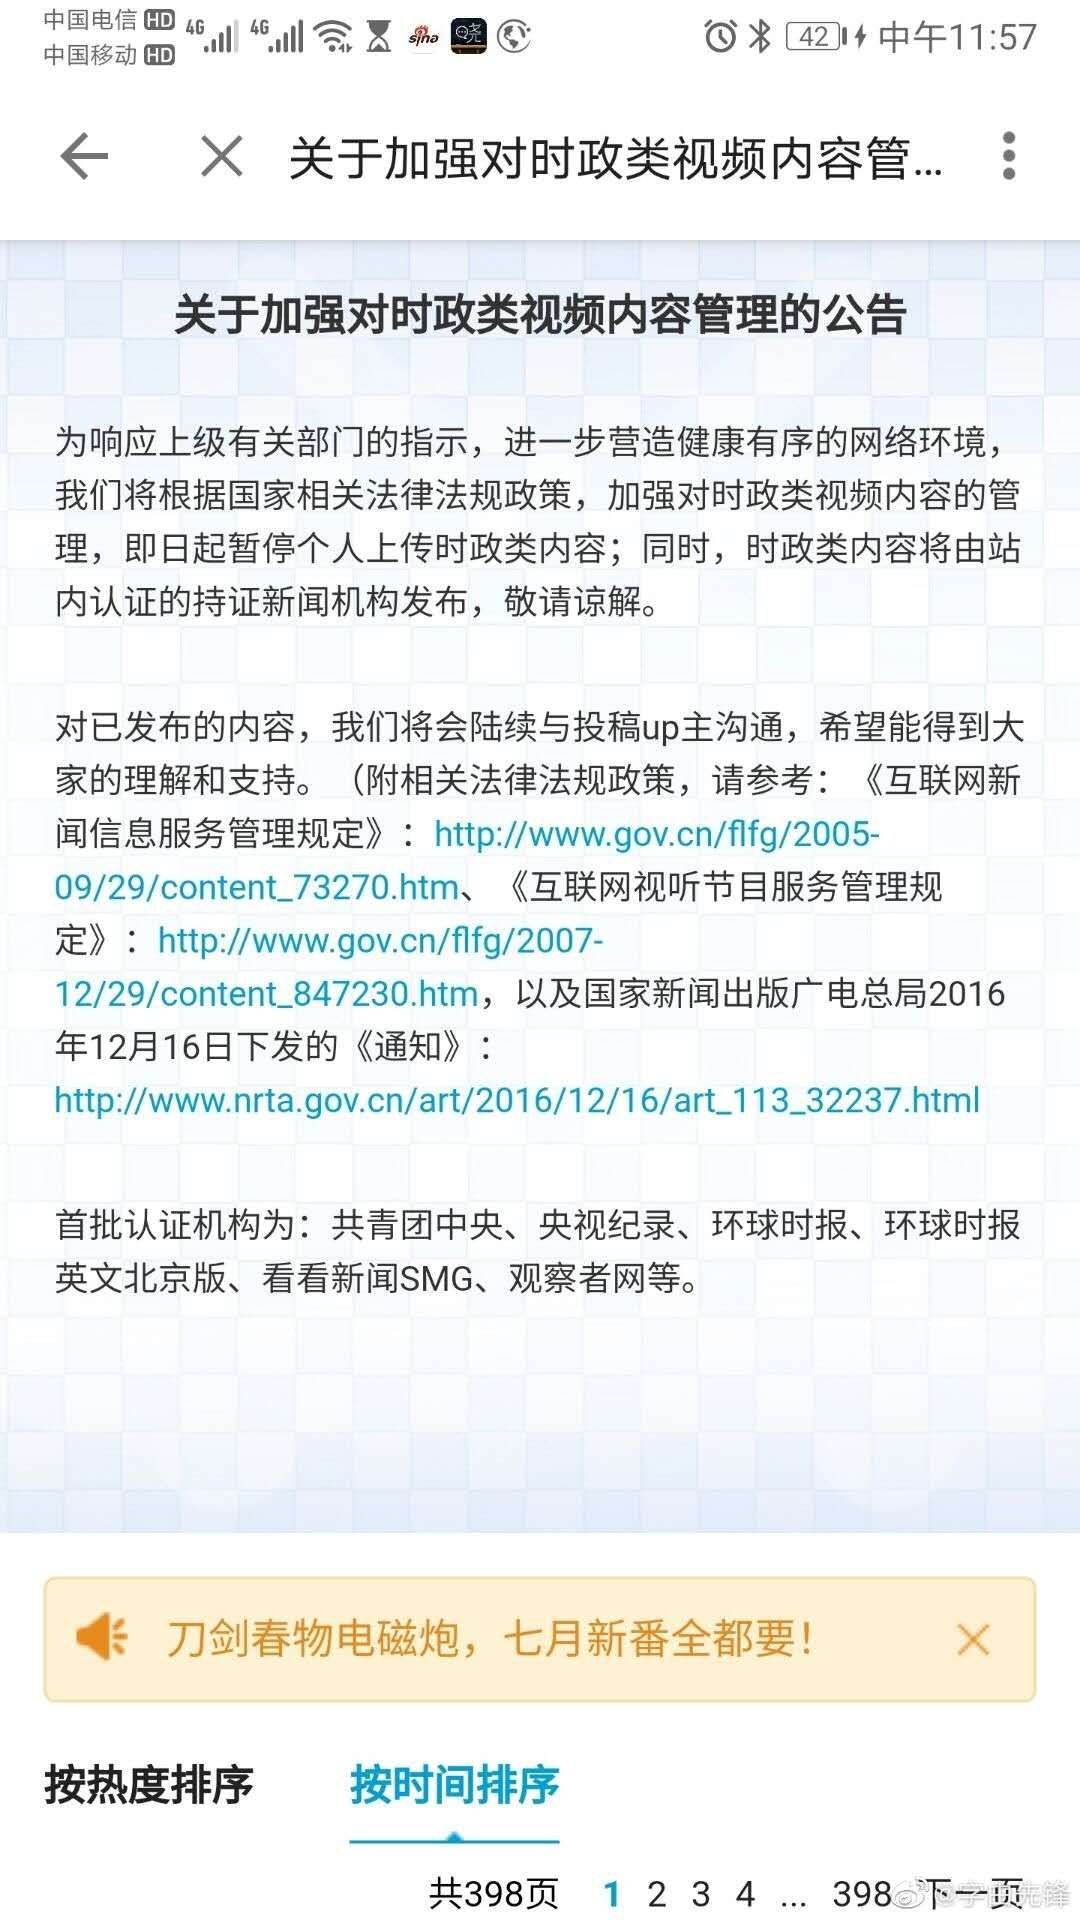 中国电信 HD 4G 4G
中国移动 HD
sina
42 中午11:57
关于加强对时政类视频内容管...
关于加强对时政类视频内容管理的公告
为响应上级有关部门的指示，进一步营造健康有序的网络环境，
我们将根据国家相关法律法规政策，加强对时政类视频内容的管
理，即日起暂停个人上传时政类内容；同时，时政类内容将由站
内认证的持证新闻机构发布，敬请谅解。
对已发布的内容，我们将会陆续与投稿up主沟通，希望能得到大
家的理解和支持。（附相关法律法规政策，请参考：《互联网新
闻信息服务管理规定》：http://www.gov.cn/flfg/2005-
09/29/content_73270.htm、《互联网视听节目服务管理规
定》：http://www.gov.cn/flfg/2007-
12/29/content_847230.htm，以及国家新闻出版广电总局2016
年12月16日下发的《通知》：
http://www.nrta.gov.cn/art/2016/12/16/art_113_32237.html
首批认证机构为：共青团中央、央视纪录、环球时报、环球时报
英文北京版、看看新闻SMG、观察者网等。
刀剑春物电磁炮，七月新番全都要！
按热度排序 按时间排序
共398页 1 2 3 4 ... 398 下一页